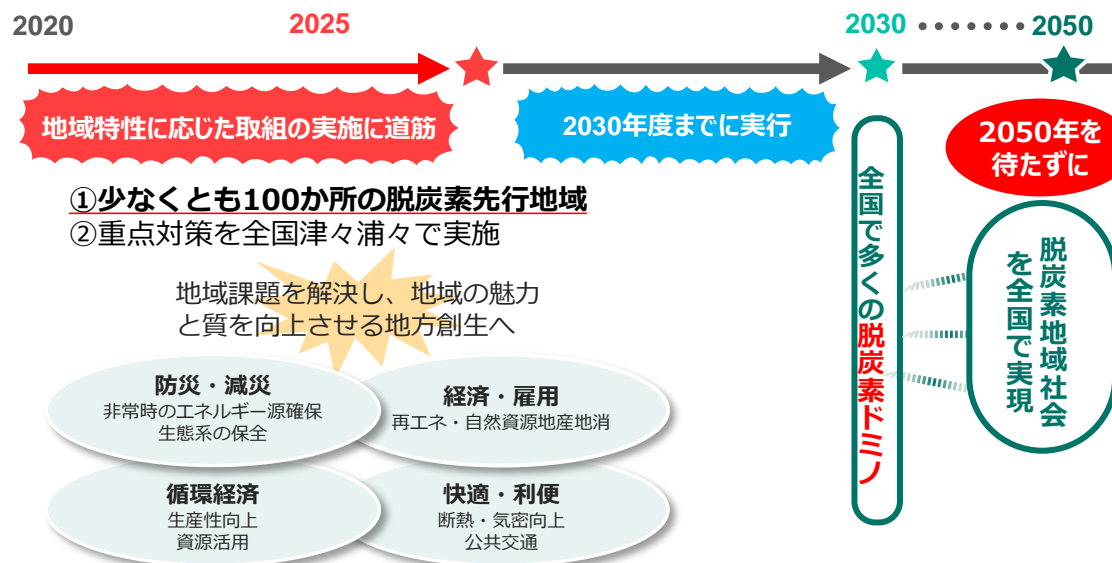 2020
2025
2030
2050
地域特性に応じた取組の実施に道筋
2030年度までに実行
2050年を
待たずに
①少なくとも100か所の脱炭素先行地域
②重点対策を全国津々浦々で実施
地域課題を解決し、地域の魅力
と質を向上させる地方創生へ
防災・減災
非常時のエネルギー源確保
生態系の保全
経済・雇用
再エネ・自然資源地産地消
循環経済
生産性向上
資源活用
快適・利便
断熱・気密向上
公共交通
全国で多くの脱炭素ドミノ
脱炭素地域社会
を全国で実現